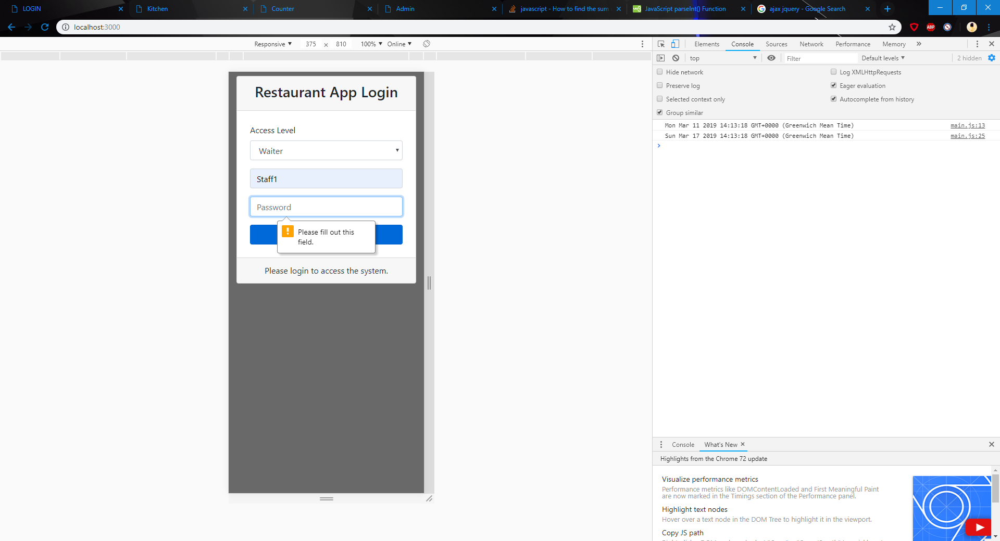 LOGIN
Kitchen
Counter
Admin
javascript - How to find the sum
JavaScript parseInt() Function
ajax jquery - Google Search
localhost:3000
ABP
Responsive
375
x
810
100%
Online
Elements
Console
Sources
Network
Performance
Memory
top
Filter
Default levels
2 hidden
Hide network
Log XMLHttpRequests
Preserve log
Eager evaluation
Selected context only
Autocomplete from history
Group similar
Mon Mar 11 2019 14:13:18 GMT+0000 (Greenwich Mean Time)
main.js:13
Sun Mar 17 2019 14:13:18 GMT+0000 (Greenwich Mean Time)
main.js:25
Restaurant App Login
Access Level
Waiter
Staff1
Password
Please fill out this
field.
Please login to access the system.
Console
What's New
Highlights from the Chrome 72 update
Visualize performance metrics
Performance metrics like DOMContentLoaded and First Meaningful Paint
are now marked in the Timings section of the Performance panel.
Highlight text nodes
Hover over a text node in the DOM Tree to highlight it in the viewport.
Copy JS path